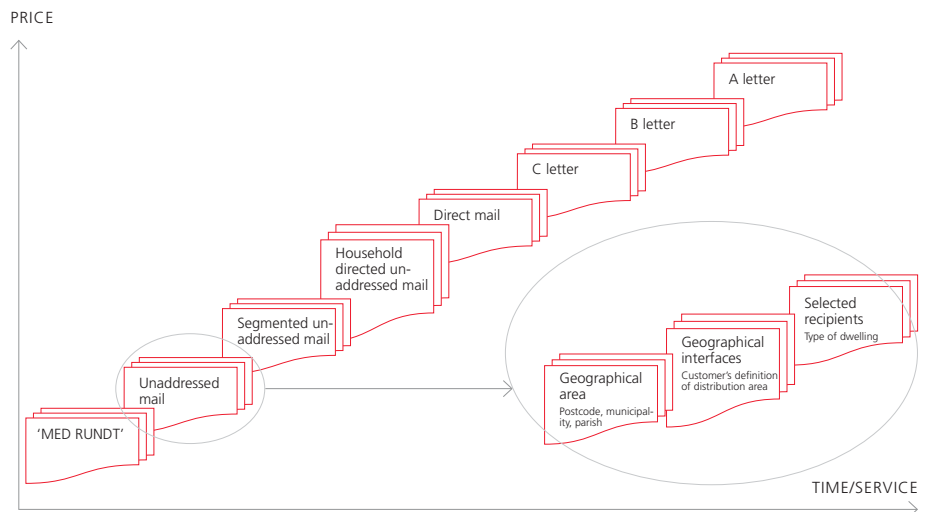 PRICE
A letter
B letter
C letter
Direct mail
Household
directed un-
addressed mail
Segmented un-
addressed mail
Unaddressed
mail
‘MED RUNDT’
Selected
recipients
Type of dwelling
Geographical
interfaces
Customer’s definition
of distribution area
Geographical
area
Postcode, municipal-
ity, parish
TIME/SERVICE